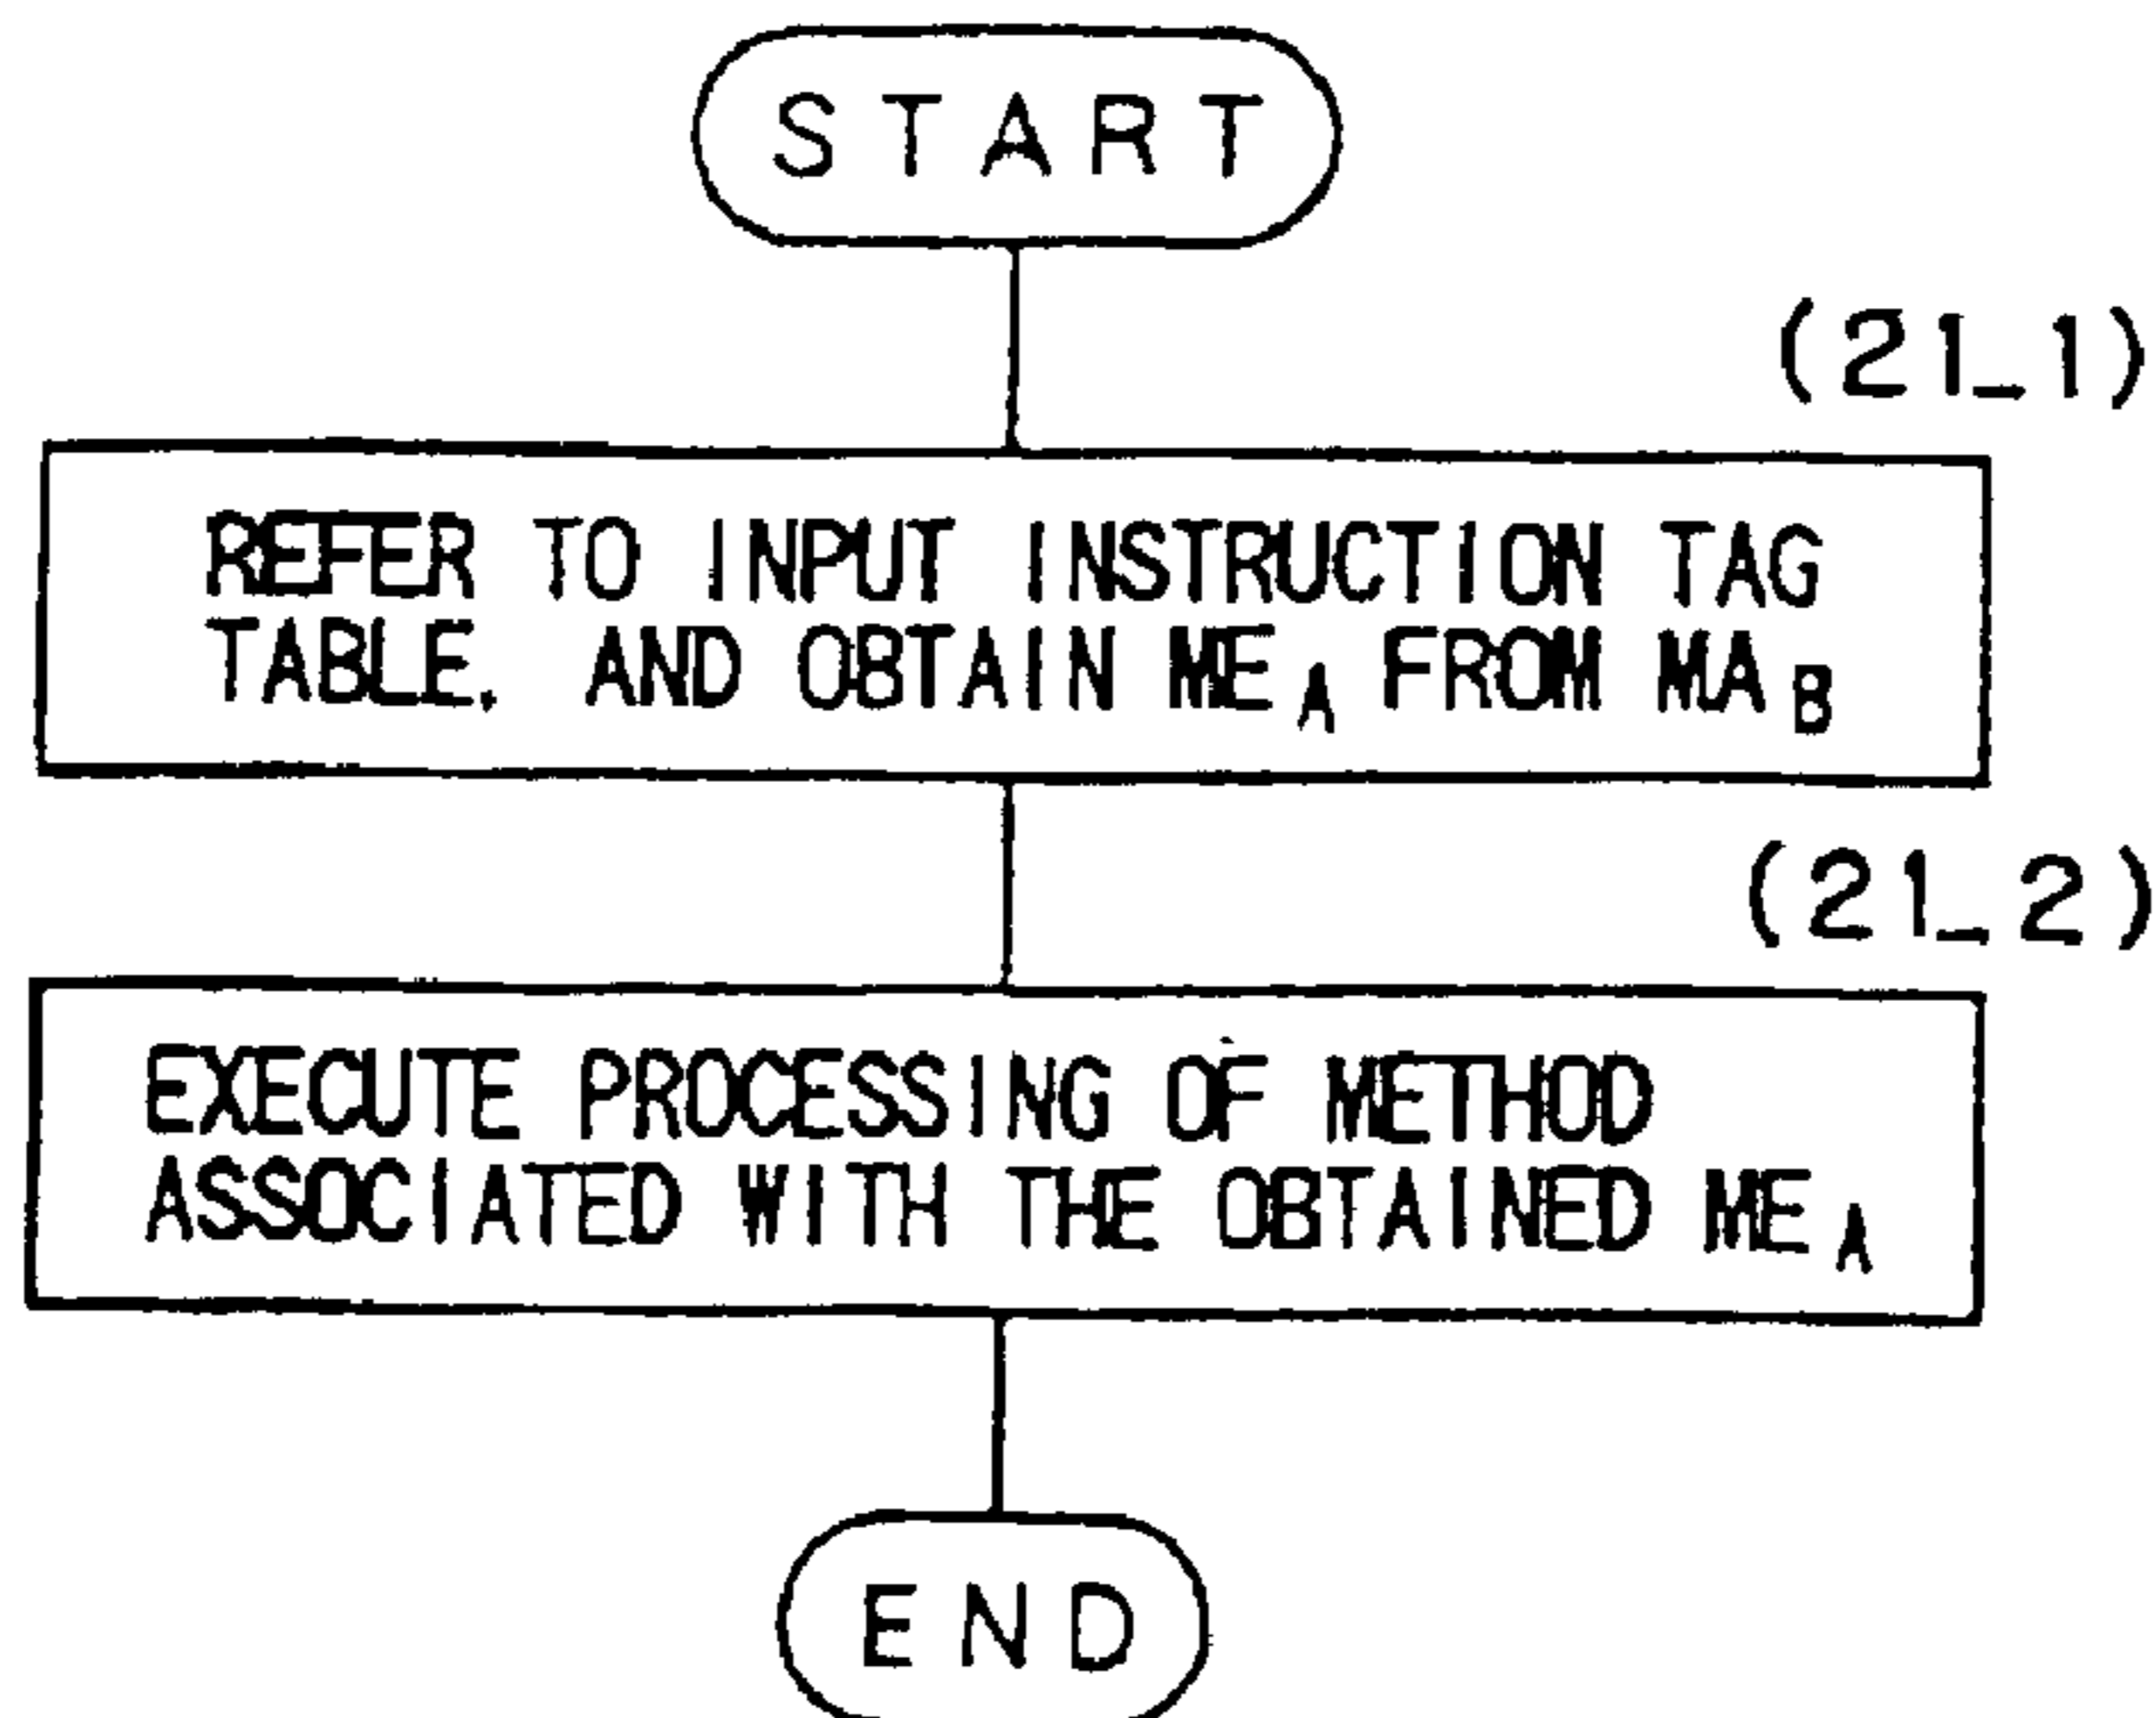 START
(21_1)
REFER TO INPUT INSTRUCTION TAG
TABLE, AND OBTAIN ME A FROM MA B
(21_2)
EXECUTE PROCESSING OF METHOD
ASSOCIATED WITH THE OBTAINED ME A
END